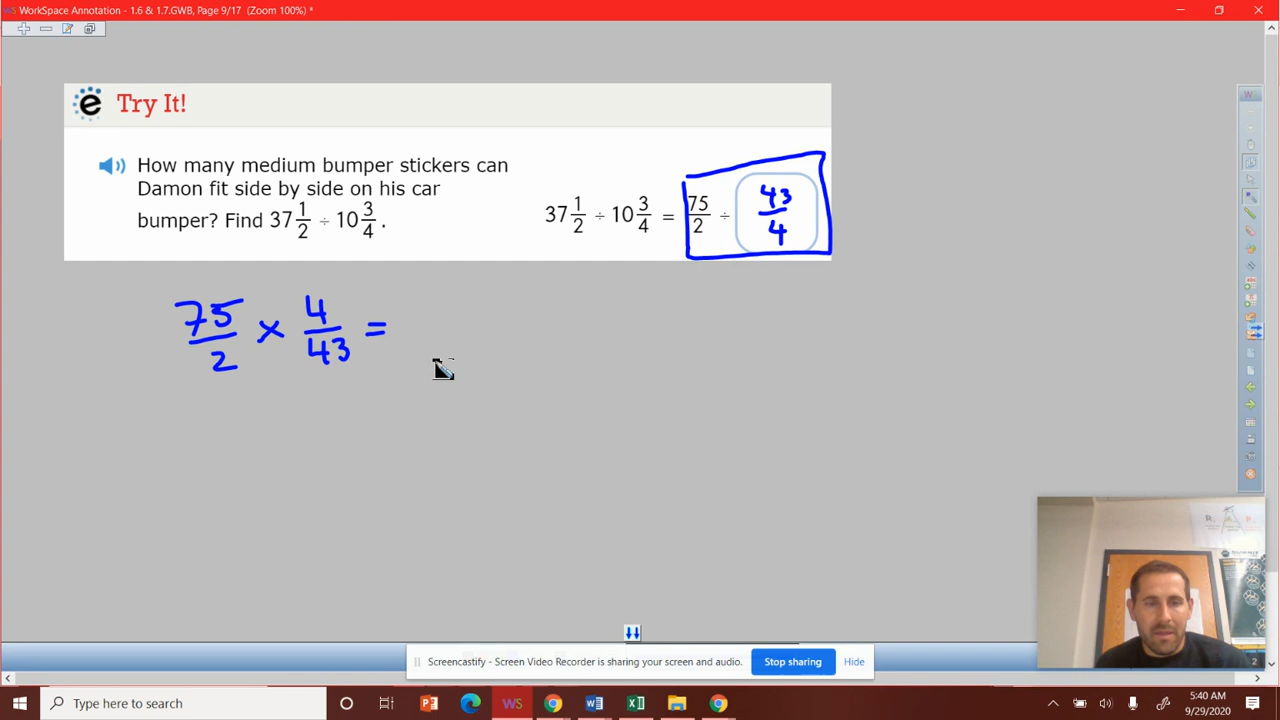 WorkSpace Annotation - 1.6 & 1.7.GWB, Page 9/17 (Zoom 100%) *
e Try It!
How many medium bumper stickers can
Damon fit side by side on his car
bumper? Find 37 1/2 ÷ 10 3/4 .
37 1/2 ÷ 10 3/4 = 75/2 ÷ 43/4
75/2 × 4/43 =
Screencastify - Screen Video Recorder is sharing your screen and audio. Stop sharing Hide
2
Type here to search
WS
5:40 AM
9/29/2020